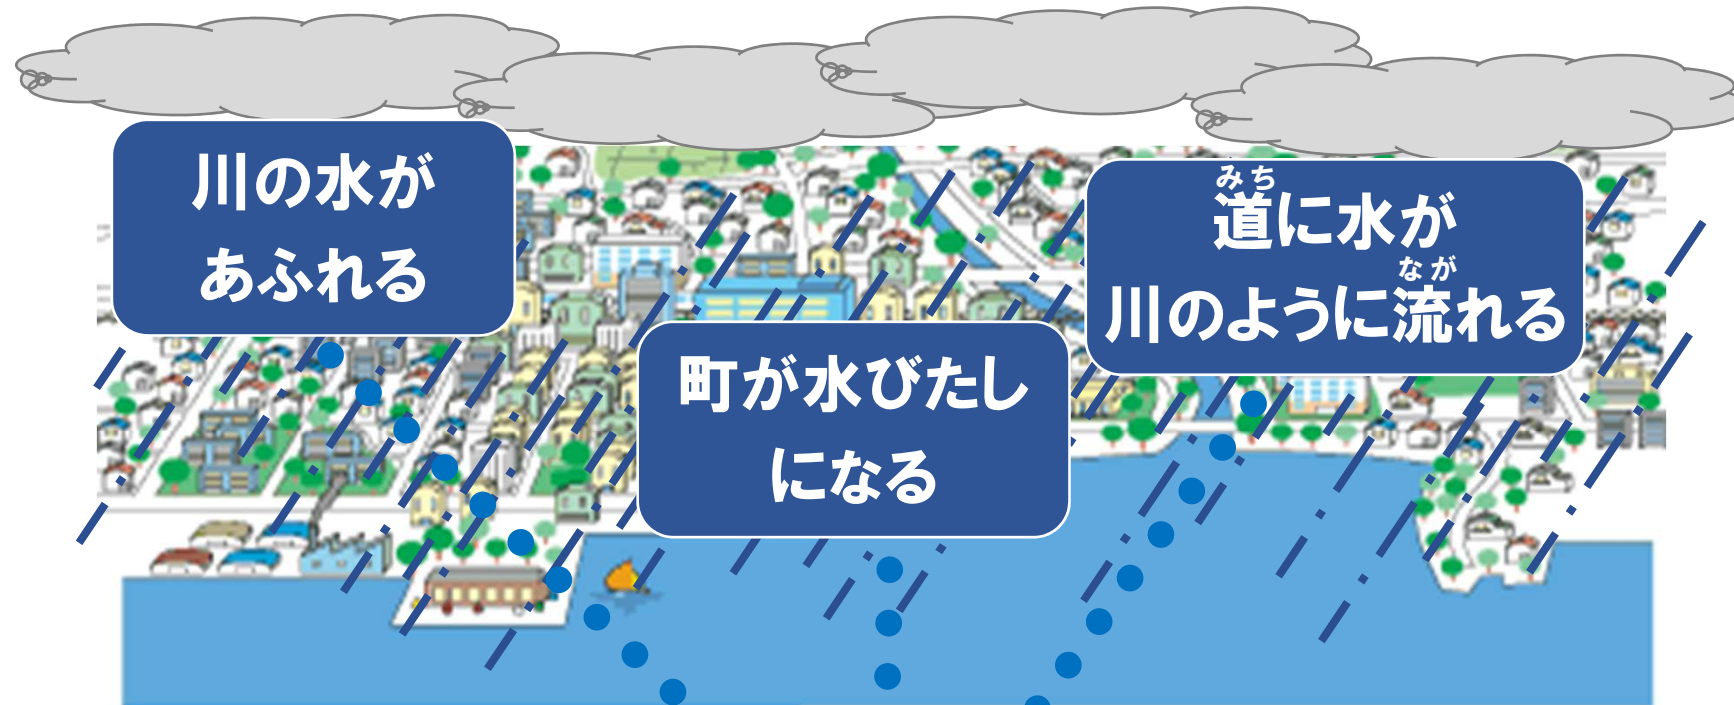 川の水が
あふれる
町が水びたし
になる
みち
道に水が
なが
川のように流れる